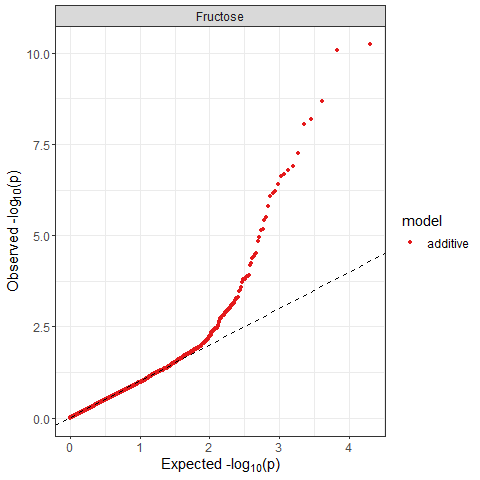 Fructose
10.0
7.5
5.0
2.5
0.0
0 1 2 3 4
Expected -log10(p)
Observed -log10(p)
model
additive